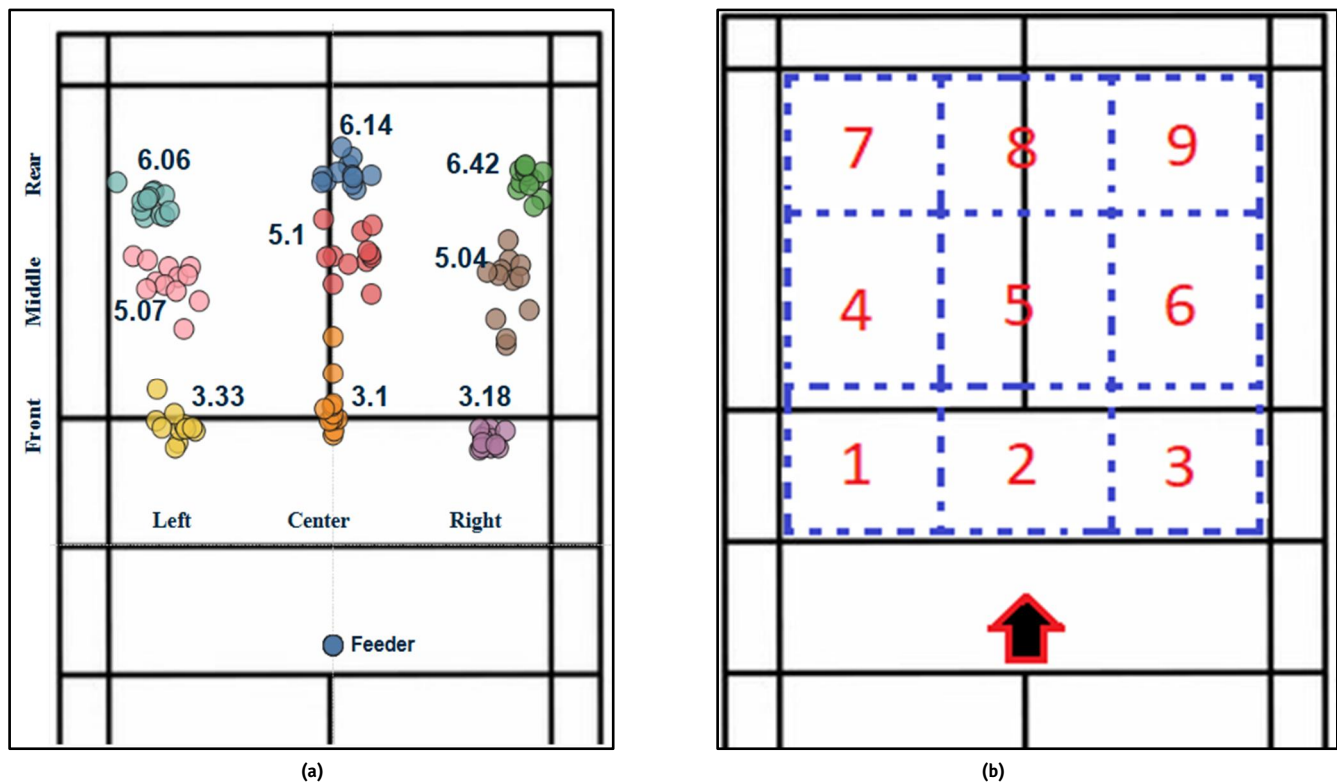 6.14
6.06
6.42
Rear
5.1
5.04
Middle
5.07
3.33
3.1
3.18
Front
Left
Center
Right
Feeder
(a)
7
8
9
4
5
6
1
2
3
(b)